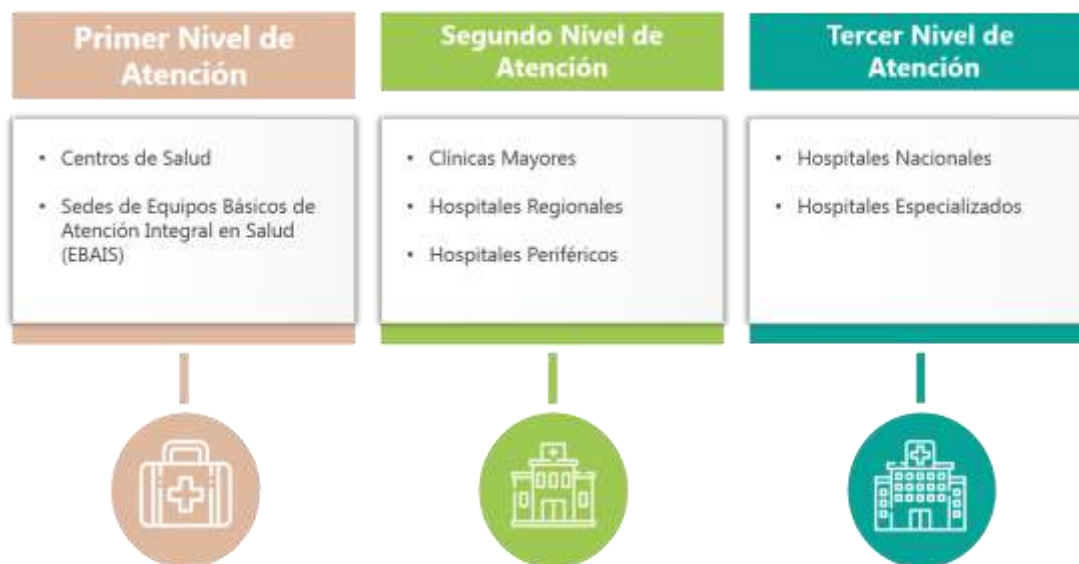 Primer Nivel de
Atención
• Centros de Salud
• Sedes de Equipos Básicos de
Atención Integral en Salud
(EBAIS)
Segundo Nivel de
Atención
• Clínicas Mayores
• Hospitales Regionales
• Hospitales Periféricos
Tercer Nivel de
Atención
• Hospitales Nacionales
• Hospitales Especializados